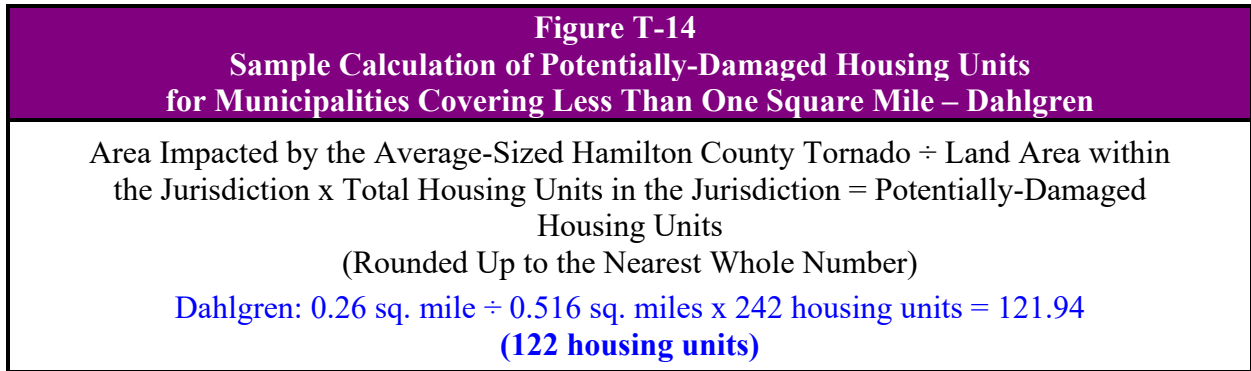 Figure T-14
Sample Calculation of Potentially-Damaged Housing Units
for Municipalities Covering Less Than One Square Mile – Dahlgren
Area Impacted by the Average-Sized Hamilton County Tornado ÷ Land Area within
the Jurisdiction x Total Housing Units in the Jurisdiction = Potentially-Damaged
Housing Units
(Rounded Up to the Nearest Whole Number)
Dahlgren: 0.26 sq. mile ÷ 0.516 sq. miles x 242 housing units = 121.94
(122 housing units)